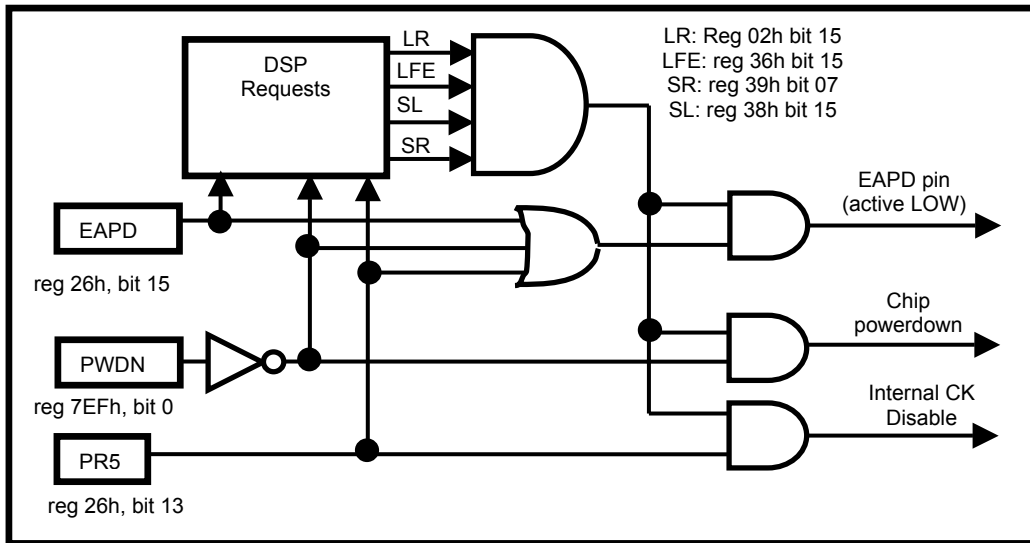 DSP
Requests
LR
LFE
SL
SR
LR: Reg 02h bit 15
LFE: reg 36h bit 15
SR: reg 39h bit 07
SL: reg 38h bit 15
EAPD
reg 26h, bit 15
PWDN
reg 7EFh, bit 0
PR5
reg 26h, bit 13
EAPD pin
(active LOW)
Chip
powerdown
Internal CK
Disable